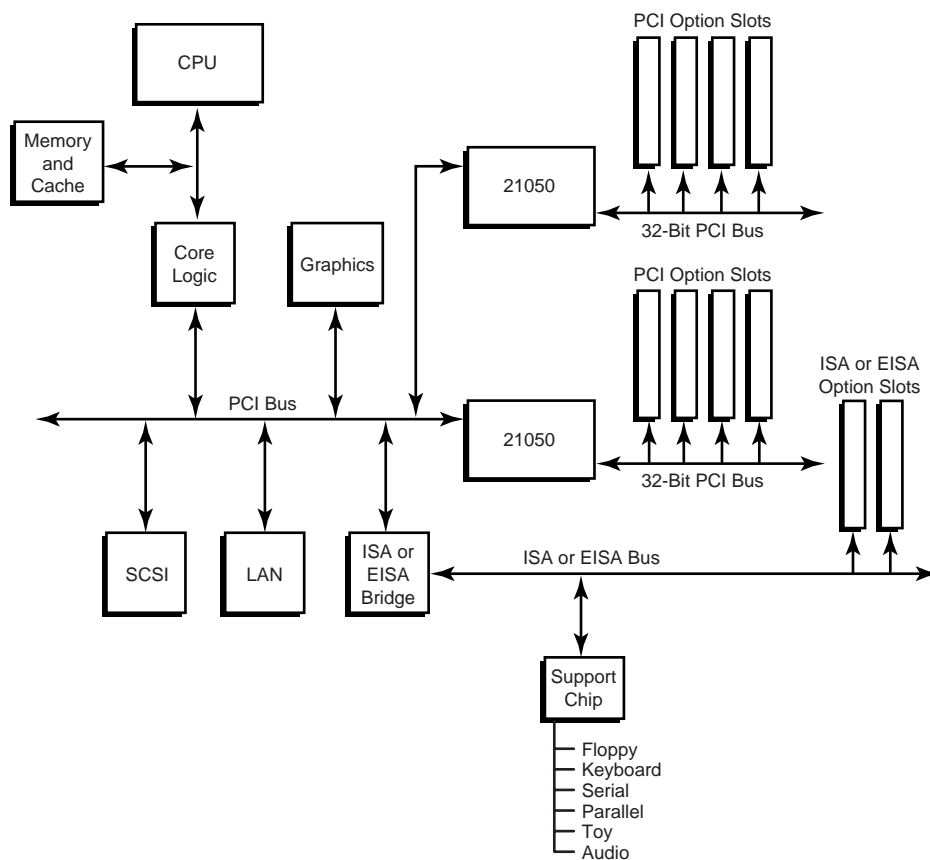 PCI Option Slots
CPU
Memory
and
Cache
21050
32-Bit PCI Bus
Core
Logic
Graphics
PCI Option Slots
ISA or EISA
Option Slots
PCI Bus
21050
32-Bit PCI Bus
SCSI
LAN
ISA or
EISA
Bridge
ISA or EISA Bus
Support
Chip
Floppy
Keyboard
Serial
Parallel
Toy
Audio